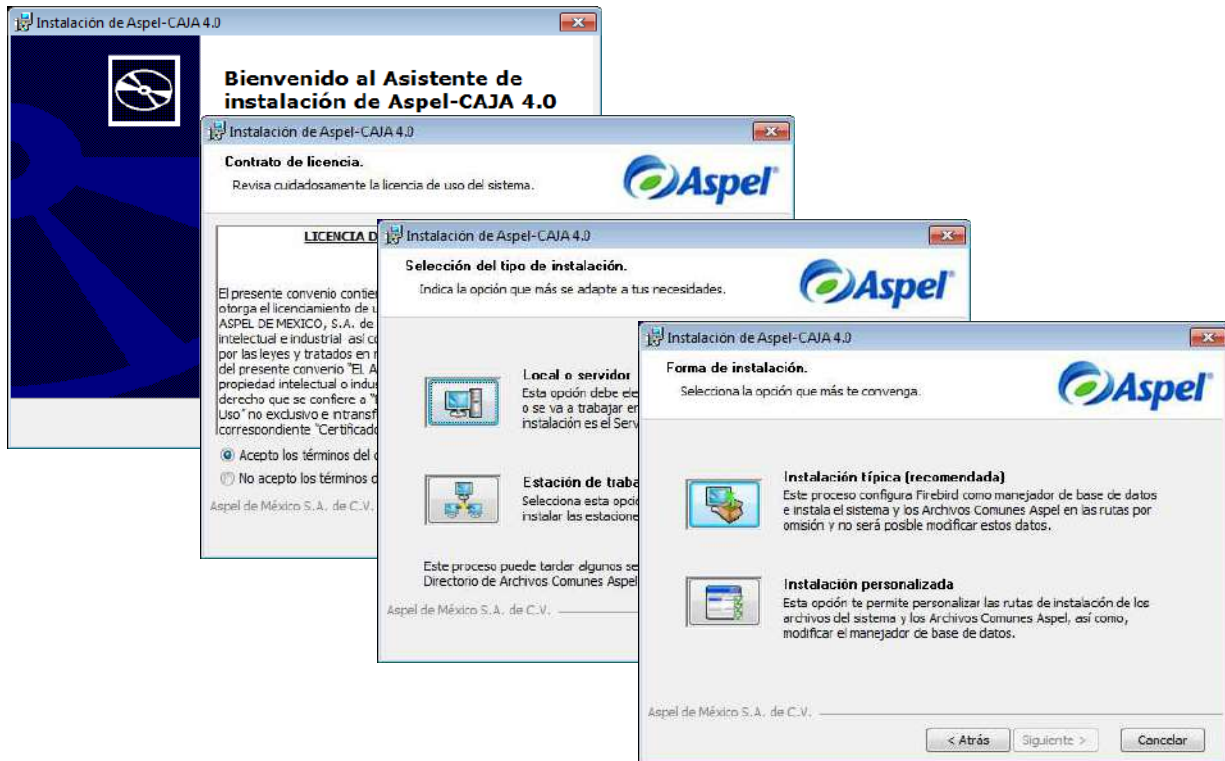 Instalación de Aspel-CAJA 4.0
Bienvenido al Asistente de
instalación de Aspel-CAJA 4.0
Instalación de Aspel-CAJA 4.0
Contrato de licencia.
Revisa cuidadosamente la licencia de uso del sistema.
Aspel
LICENCIA D
El presente convenio contier
otorga el licenciamiento de u
ASPEL DE MEXICO, S.A. de
intelectual e industrial así co
por las leyes y tratados en m
del presente convenio "EL A
propiedad intelectual o indus
derecho que se confiere a "E
Uso" no exclusivo e intransf
correspondiente "Certificado
Acepto los términos del c
No acepto los términos d
Aspel de México S.A. de C.V.
Instalación de Aspel-CAJA 4.0
Selección del tipo de instalación.
Indica la opción que más se adapte a tus necesidades.
Aspel
Local o servidor
Esta opción debe ele
o se va a trabajar en
instalación es el Serv
Estación de traba
Selecciona esta opció
instalar las estacione
Este proceso puede tardar algunos se
Directorio de Archivos Comunes Aspel
Aspel de México S.A. de C.V.
Instalación de Aspel-CAJA 4.0
Forma de instalación.
Selecciona la opción que más te convenga.
Aspel
Instalación típica (recomendada)
Este proceso configura Firebird como manejador de base de datos
e instala el sistema y los Archivos Comunes Aspel en las rutas por
omisión y no será posible modificar estos datos.
Instalación personalizada
Esta opción te permite personalizar las rutas de instalación de los
archivos del sistema y los Archivos Comunes Aspel, así como,
modificar el manejador de base de datos.
Aspel de México S.A. de C.V.
< Atrás
Siguiente >
Cancelar